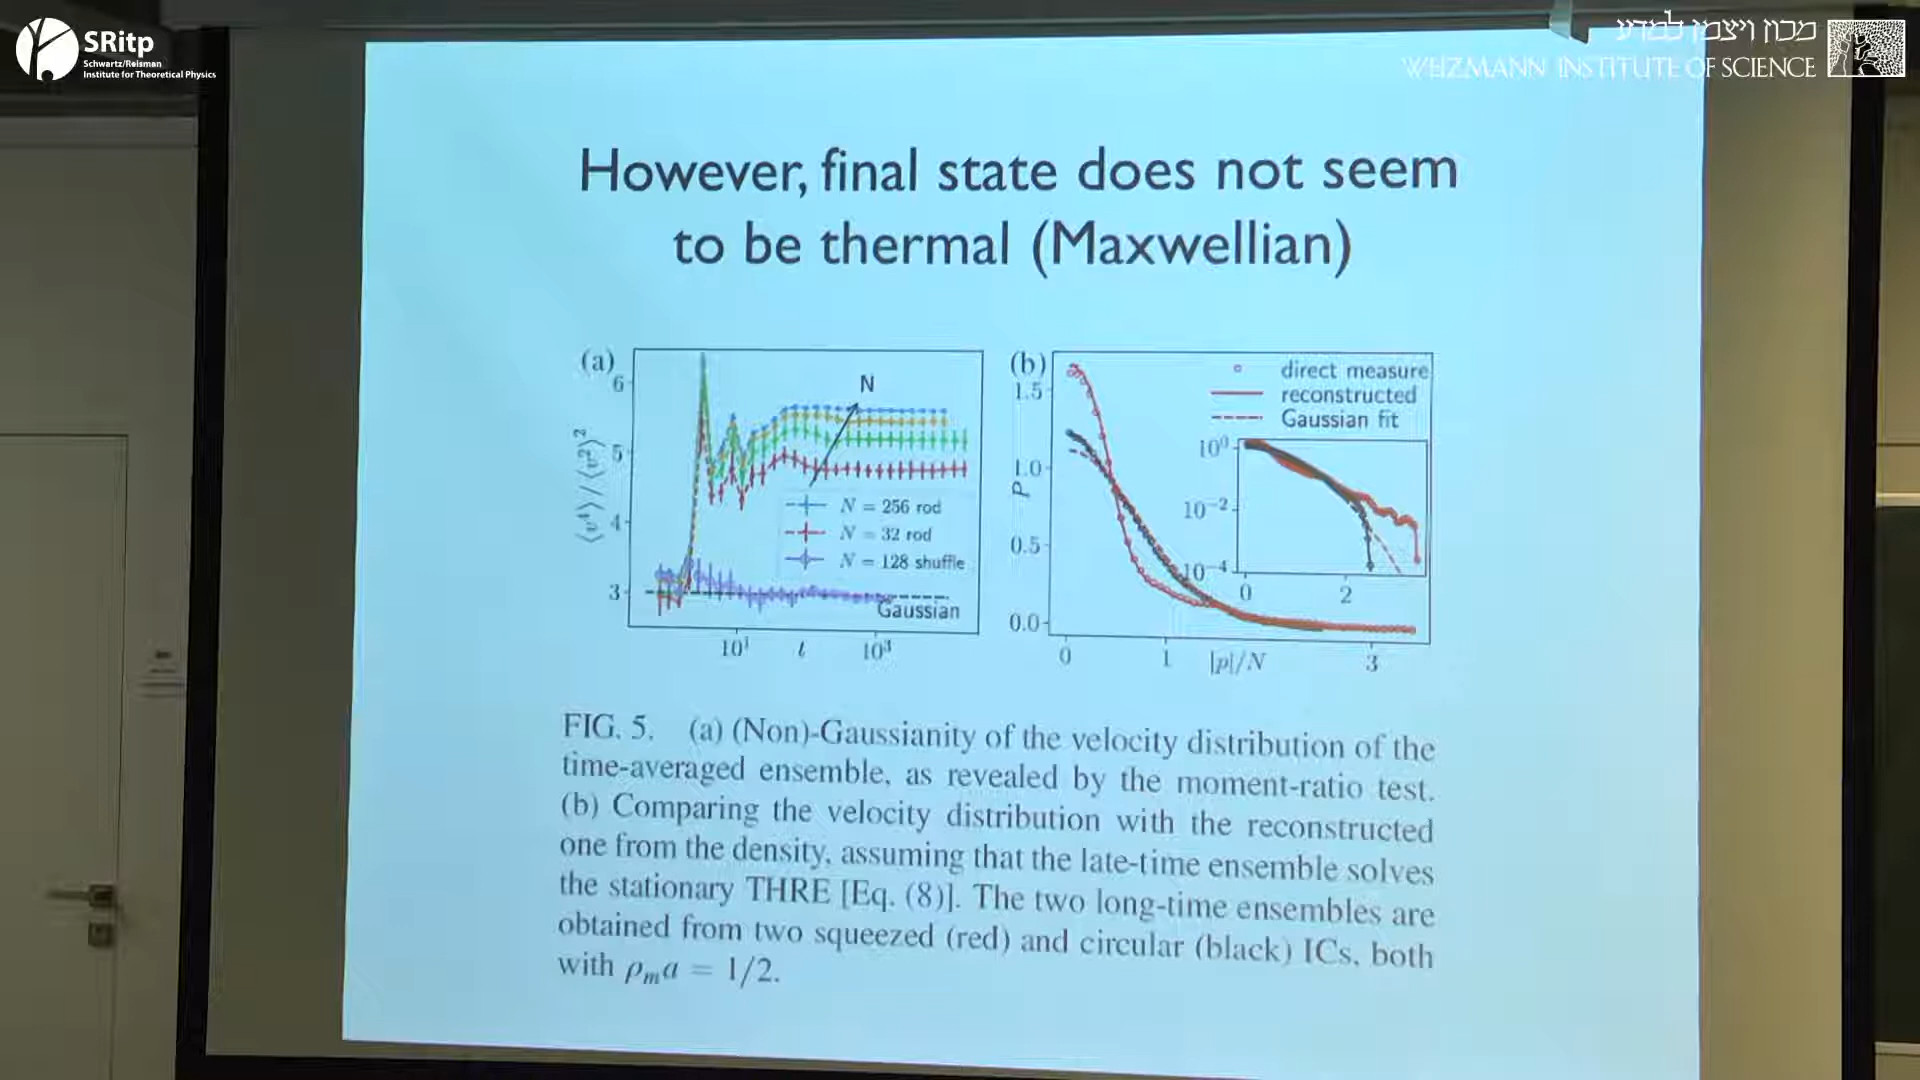 SRitp
Schwartz/Reisman
Institute for Theoretical Physics
מכון ויצמן למדע
WEIZMANN INSTITUTE OF SCIENCE
However, final state does not seem
to be thermal (Maxwellian)
(a)
6
5
4
3
⟨v⁴⟩/⟨v²⟩²
N
N = 256 rod
N = 32 rod
N = 128 shuffle
Gaussian
10¹
t
10³
(b)
1.5
1.0
0.5
0.0
P
direct measure
reconstructed
Gaussian fit
10⁰
10⁻²
10⁻⁴
0
2
0
1
|p|/N
3
FIG. 5. (a) (Non)-Gaussianity of the velocity distribution of the
time-averaged ensemble, as revealed by the moment-ratio test.
(b) Comparing the velocity distribution with the reconstructed
one from the density, assuming that the late-time ensemble solves
the stationary THRE [Eq. (8)]. The two long-time ensembles are
obtained from two squeezed (red) and circular (black) ICs, both
with ρₘa = 1/2.